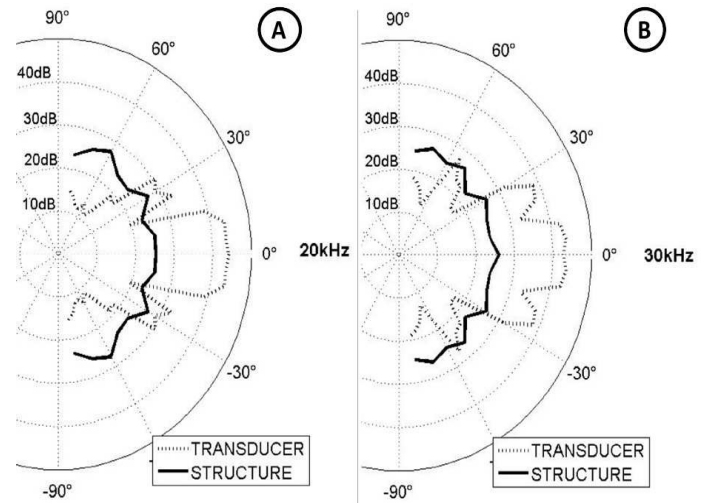 A
90°
60°
30°
0°
-30°
-90°
40dB
30dB
20dB
10dB
20kHz
TRANSDUCER
STRUCTURE
B
90°
60°
30°
0°
-30°
-90°
40dB
30dB
20dB
10dB
30kHz
TRANSDUCER
STRUCTURE